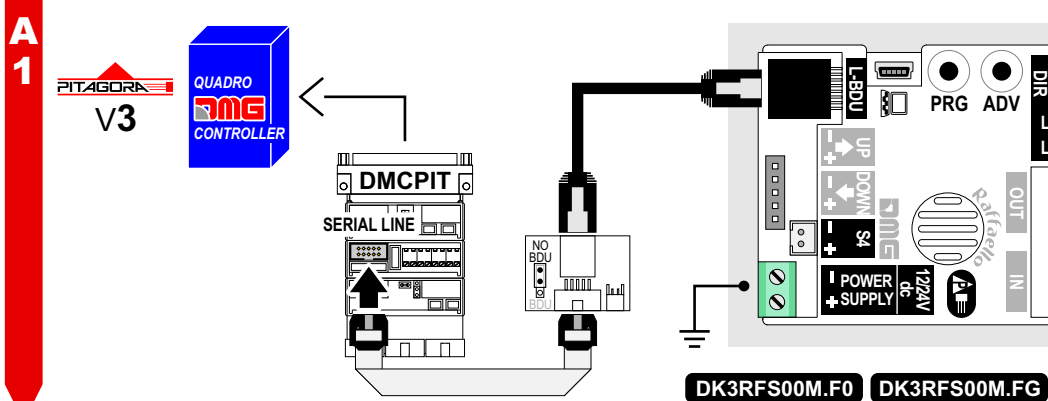 A
1
PITAGORA
V3
QUADRO
DMG
CONTROLLER
DMCPIT
SERIAL LINE
NO
BDU
BDU
L-BDU
PRG
ADV
DIR
UP
DOWN
S4
DMG
Raffaello
OUT
IN
- POWER
+ SUPPLY
12/24V
dc
DK3RFS00M.F0
DK3RFS00M.FG